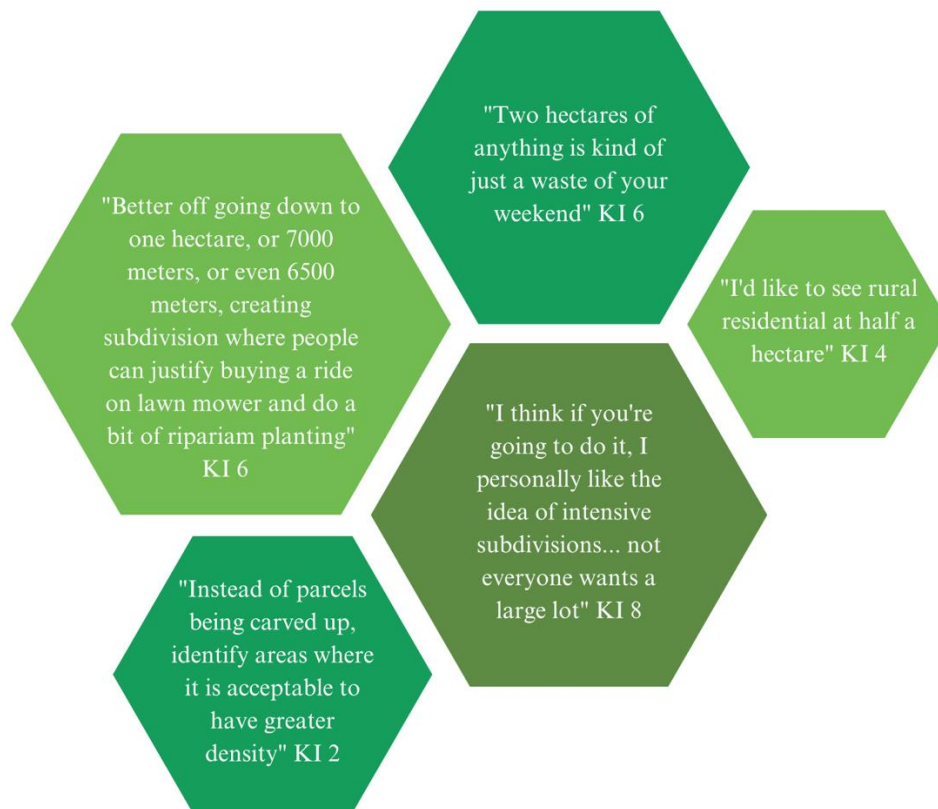 "Two hectares of
anything is kind of
just a waste of your
weekend" KI 6
"Better off going down to
one hectare, or 7000
meters, or even 6500
meters, creating
subdivision where people
can justify buying a ride
on lawn mower and do a
bit of ripariam planting"
KI 6
"I'd like to see rural
residential at half a
hectare" KI 4
"I think if you're
going to do it, I
personally like the
idea of intensive
subdivisions... not
everyone wants a
large lot" KI 8
"Instead of parcels
being carved up,
identify areas where
it is acceptable to
have greater
density" KI 2